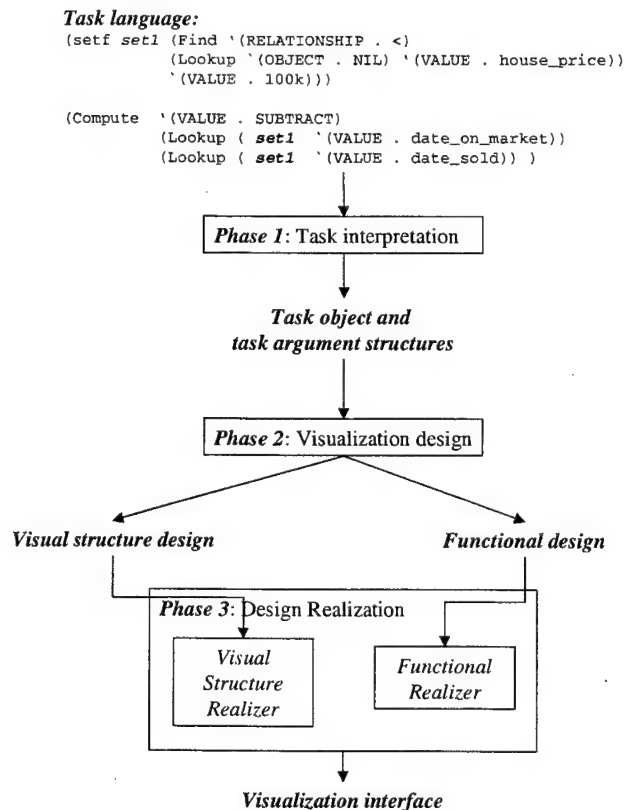 Task language:
(setf set1 (Find `(RELATIONSHIP . <)
(Lookup `(OBJECT . NIL) `(VALUE . house_price))
`(VALUE . 100k)))
(Compute `(VALUE . SUBTRACT)
(Lookup ( set1 `(VALUE . date_on_market))
(Lookup ( set1 `(VALUE . date_sold)) )
Phase 1: Task interpretation
Task object and
task argument structures
Phase 2: Visualization design
Visual structure design
Functional design
Phase 3: Design Realization
Visual
Structure
Realizer
Functional
Realizer
Visualization interface